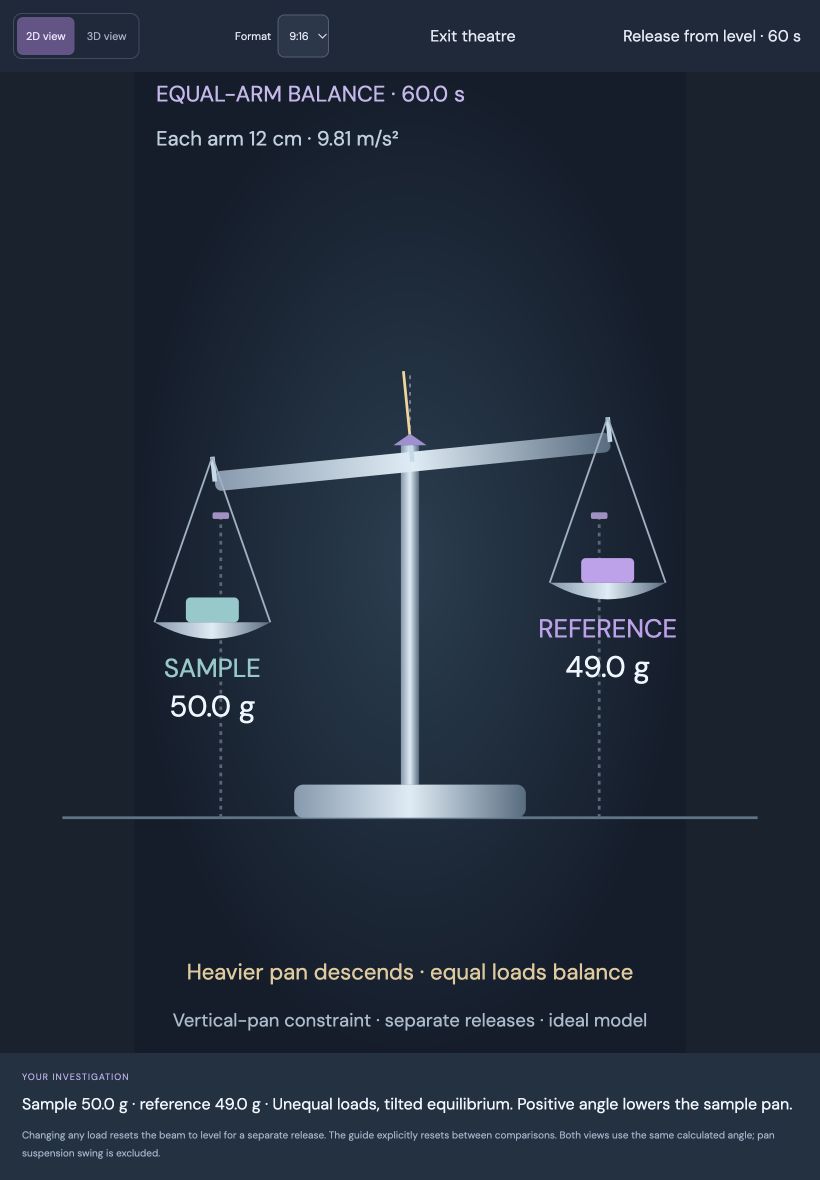 2D view
3D view
Format
9:16
Exit theatre
Release from level · 60 s
EQUAL-ARM BALANCE · 60.0 s
Each arm 12 cm · 9.81 m/s²
REFERENCE
49.0 g
SAMPLE
50.0 g
Heavier pan descends · equal loads balance
Vertical-pan constraint · separate releases · ideal model
YOUR INVESTIGATION
Sample 50.0 g · reference 49.0 g · Unequal loads, tilted equilibrium. Positive angle lowers the sample pan.
Changing any load resets the beam to level for a separate release. The guide explicitly resets between comparisons. Both views use the same calculated angle; pan
suspension swing is excluded.